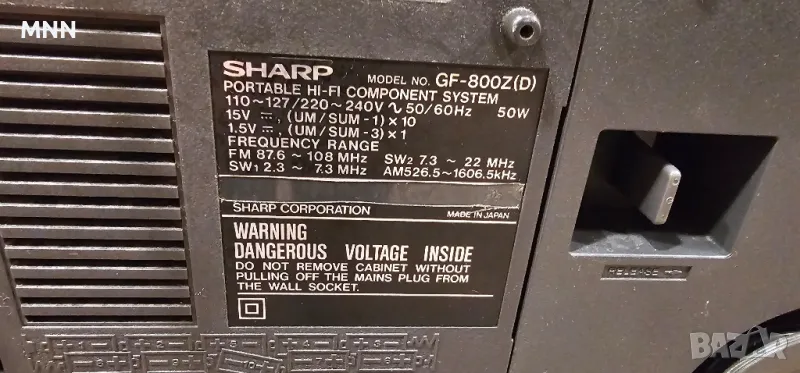 MNN
SHARP MODEL NO. GF-800Z(D)
PORTABLE HI-FI COMPONENT SYSTEM
110~127/220~240V ∿ 50/60Hz 50W
15V ⎓, (UM/SUM-1)×10
1.5V ⎓, (UM/SUM-3)×1
FREQUENCY RANGE
FM 87.6 ~ 108 MHz SW2 7.3 ~ 22 MHz
SW1 2.3 ~ 7.3 MHz AM526.5~1606.5kHz
SHARP CORPORATION MADE IN JAPAN
WARNING
DANGEROUS VOLTAGE INSIDE
DO NOT REMOVE CABINET WITHOUT
PULLING OFF THE MAINS PLUG FROM
THE WALL SOCKET.
RELEASE
BAZAR